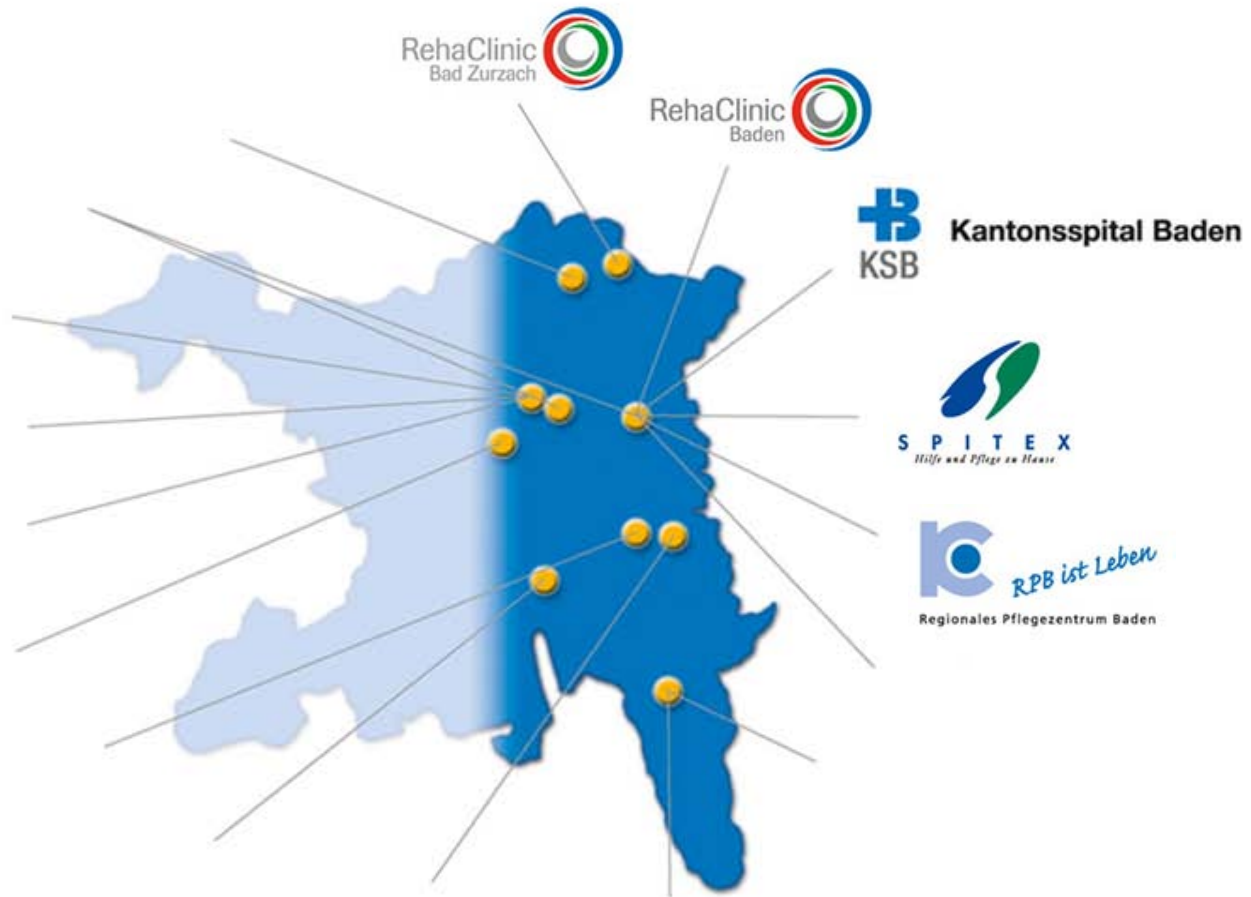 RehaClinic
Bad Zurzach
RehaClinic
Baden
KSB
Kantonsspital Baden
SPITEX
Hilfe und Pflege zu Hause
RPB ist Leben
Regionales Pflegezentrum Baden